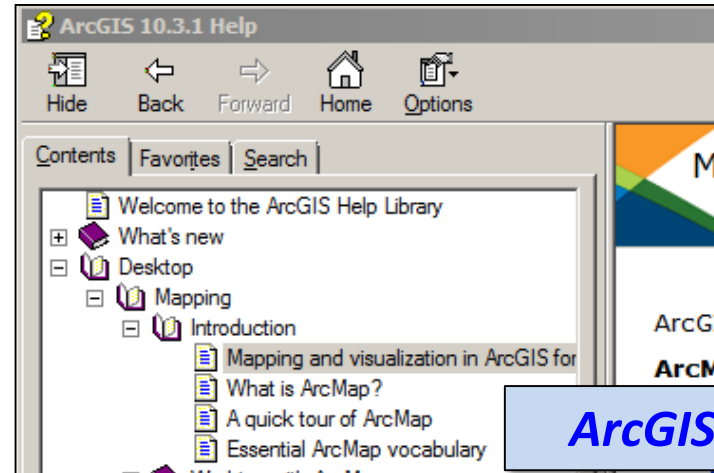 ArcGIS 10.3.1 Help
Hide Back Forward Home Options
Contents Favorites Search
Welcome to the ArcGIS Help Library
What's new
Desktop
Mapping
Introduction
Mapping and visualization in ArcGIS for
What is ArcMap?
A quick tour of ArcMap
Essential ArcMap vocabulary
M
ArcG
ArcM
ArcGIS